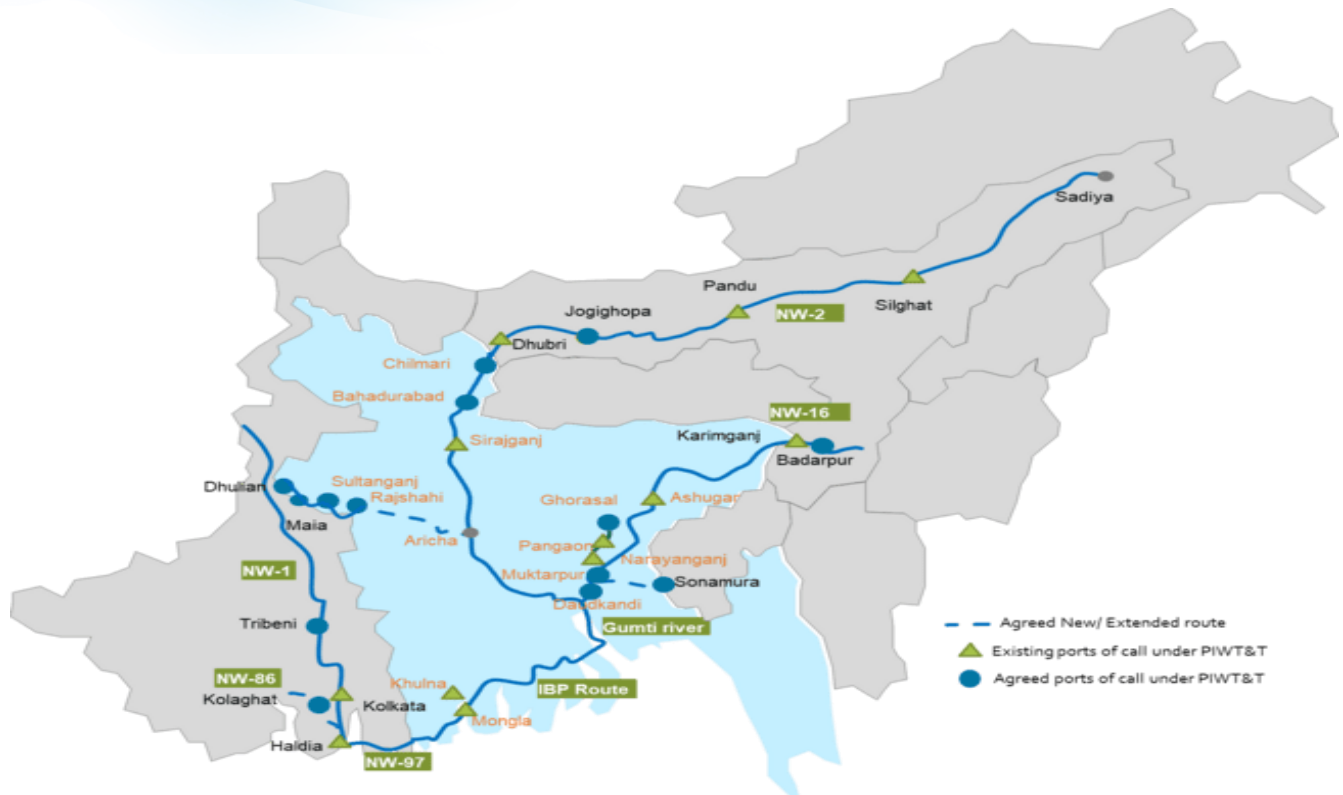 Sadiya
Pandu
Silghat
NW-2
Jogighopa
Dhubri
Chilmari
Bahadurabad
NW-16
Karimganj
Badarpur
Sirajganj
Sultanganj
Dhulian
Rajshahi
Maia
Ghorasal
Ashuganj
Aricha
Pangaon
Narayanganj
Muktarpur
Sonamura
Daudkandi
NW-1
Tribeni
Gumti river
NW-86
Kolaghat
Kolkata
Khulna
IBP Route
Mongla
Haldia
NW-97
Agreed New/ Extended route
Existing ports of call under PIWT&T
Agreed ports of call under PIWT&T